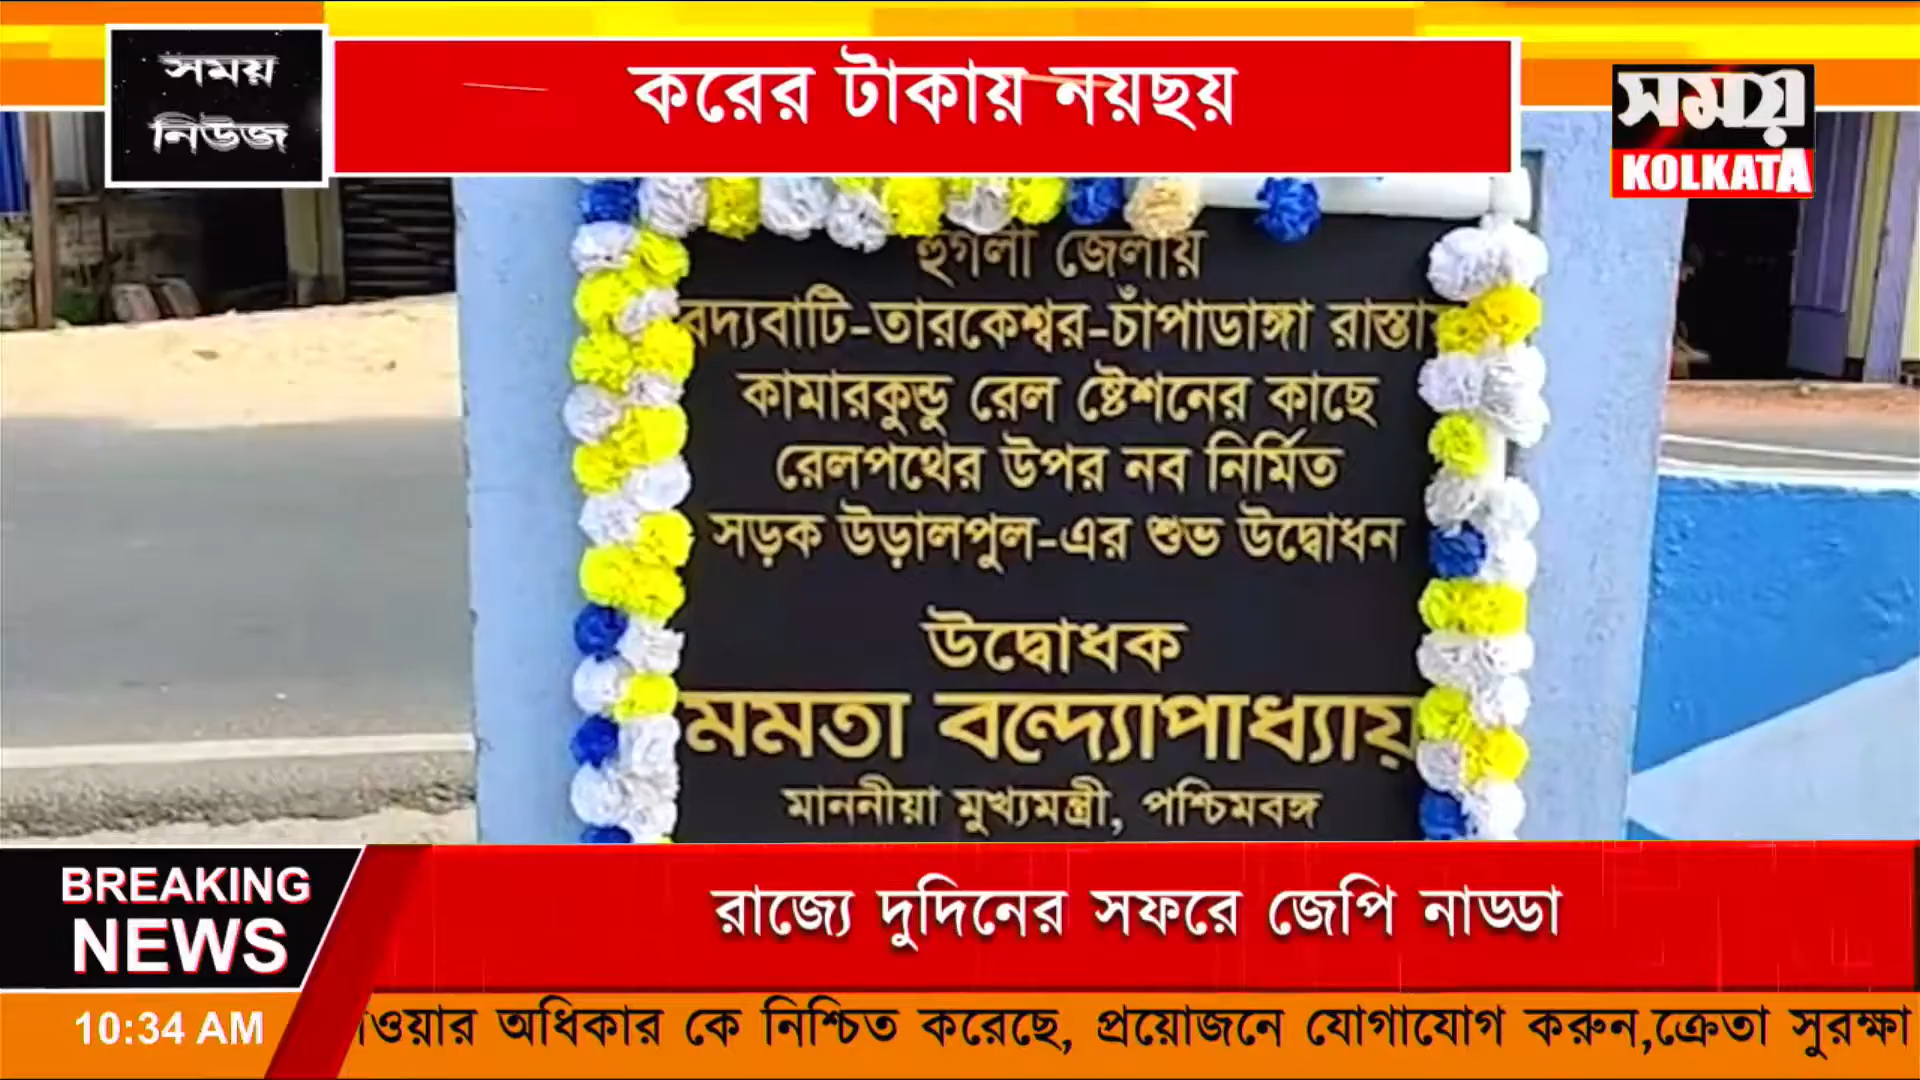 সময়
নিউজ
করের টাকায় নয়ছয়
সময়
KOLKATA
হুগলী জেলায়
বদ্যবাটি-তারকেশ্বর-চাঁপাডাঙ্গা রাস্তায়
কামারকুন্ডু রেল ষ্টেশনের কাছে
রেলপথের উপর নব নির্মিত
সড়ক উড়ালপুল-এর শুভ উদ্বোধন
উদ্বোধক
মমতা বন্দ্যোপাধ্যায়
মাননীয়া মুখ্যমন্ত্রী, পশ্চিমবঙ্গ
BREAKING
NEWS
রাজ্যে দুদিনের সফরে জেপি নাড্ডা
10:34 AM
অধিকার কে নিশ্চিত করেছে, প্রয়োজনে যোগাযোগ করুন,ক্রেতা সুরক্ষা